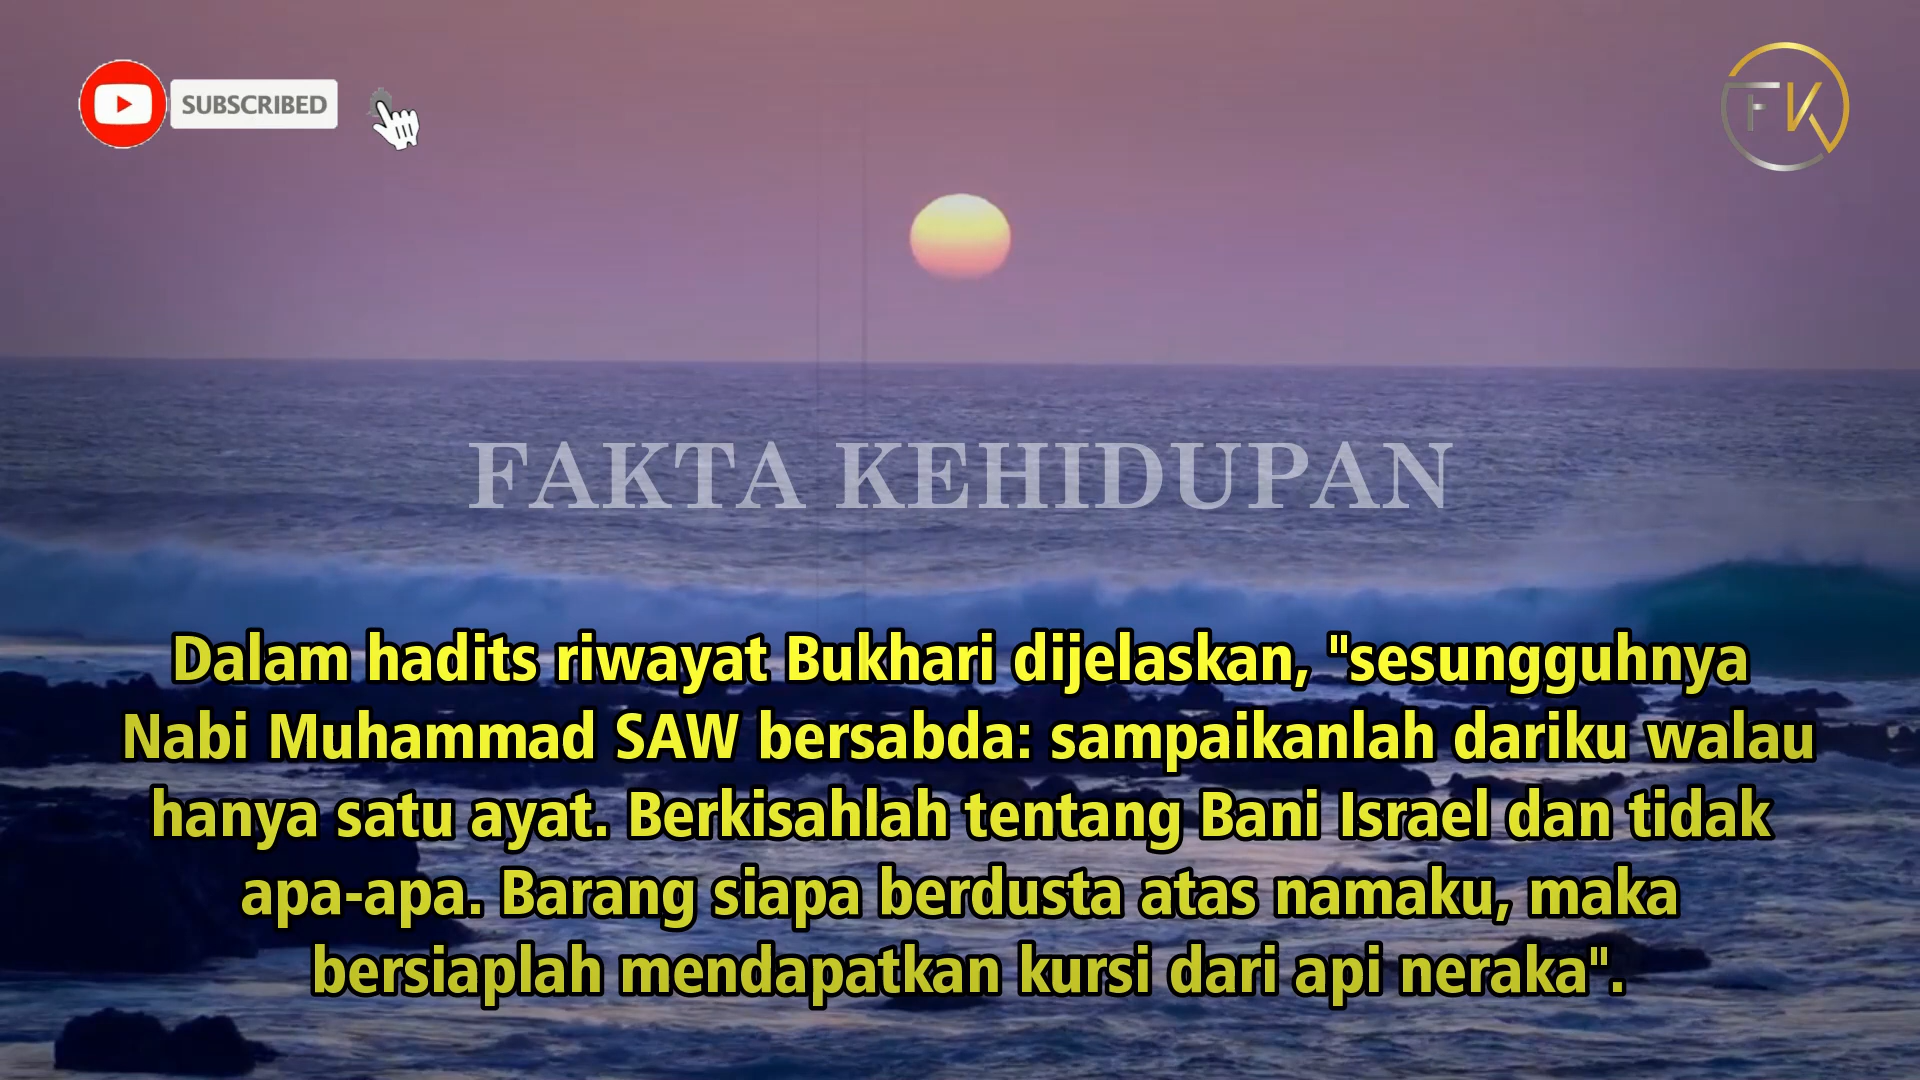 SUBSCRIBED
FK
FAKTA KEHIDUPAN
Dalam hadits riwayat Bukhari dijelaskan, "sesungguhnya
Nabi Muhammad SAW bersabda: sampaikanlah dariku walau
hanya satu ayat. Berkisahlah tentang Bani Israel dan tidak
apa-apa. Barang siapa berdusta atas namaku, maka
bersiaplah mendapatkan kursi dari api neraka".